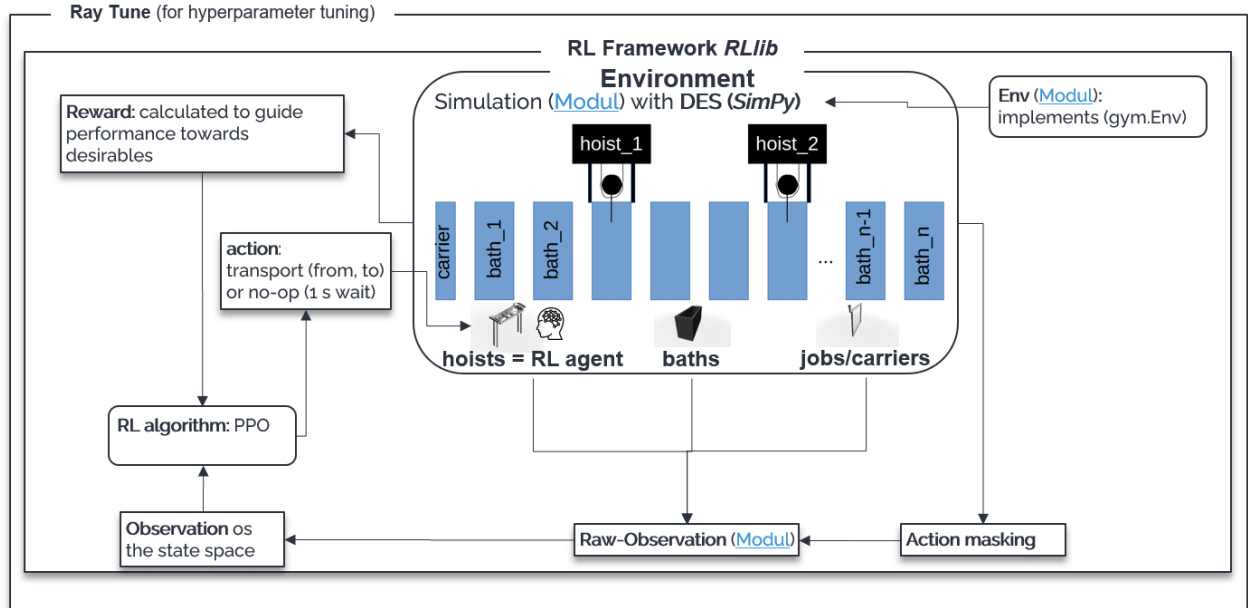 Ray Tune (for hyperparameter tuning)
RL Framework RLlib
Environment
Simulation (Modul) with DES (SimPy)
Env (Modul):
implements (gym.Env)
Reward: calculated to guide
performance towards
desirables
hoist_1
hoist_2
carrier
bath_1
bath_2
...
bath_n-1
bath_n
action:
transport (from, to)
or no-op (1 s wait)
hoists = RL agent
baths
jobs/carriers
RL algorithm: PPO
Observation os
the state space
Raw-Observation (Modul)
Action masking